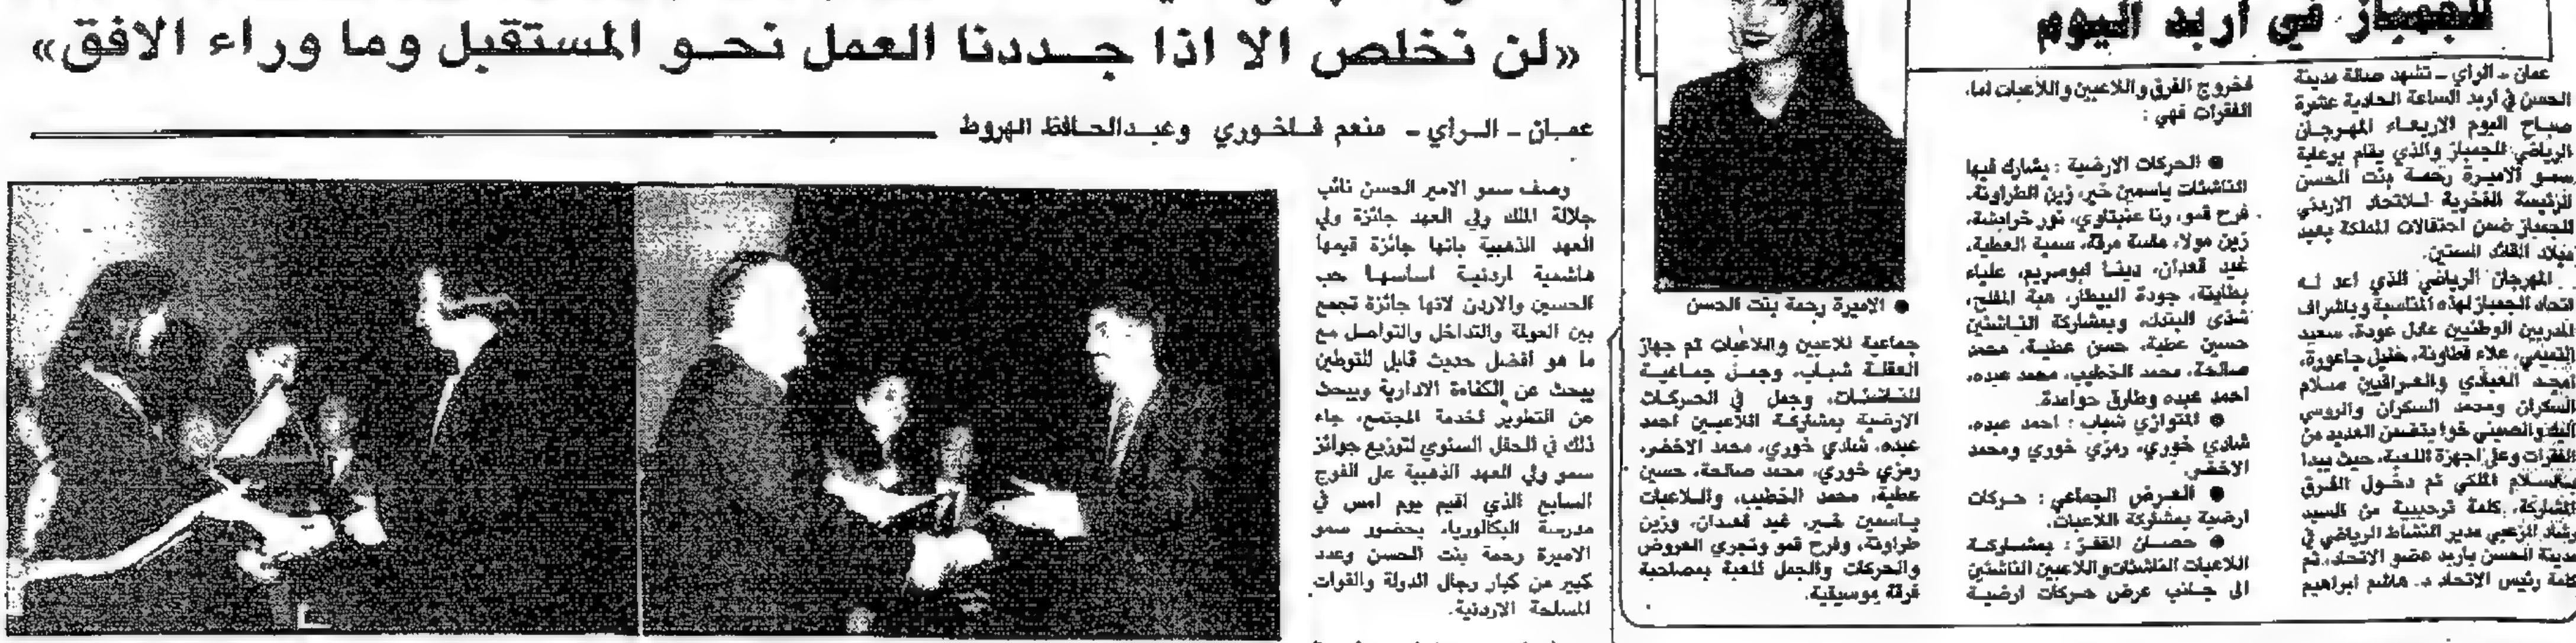 للجمباز في اربد اليوم
عمان - الراي - تشهد صالة مدينة
الحسن في اربد الساعة الحادية عشرة
صباح اليوم الاربعاء المهرجان
الرياضي للجمباز والذي يقام برعاية
سمو الاميرة رحمة بنت الحسن
الرئيسة الفخرية للاتحاد الاردني
للجمباز ضمن احتفالات المملكة بعيد
ميلاد القائد الستين.
المهرجان الرياضي الذي اعد له
اتحاد الجمباز لهذه المناسبة وباشراف
المدربين الوطنيين عادل عودة، سعيد
التميمي، علاء قطاونة، خليل جاعورة،
امجد العبادي والعراقيين سلام
السكران ومحمد السكران والروسي
والصيني يتضمن العديد من
الفقرات وعلى اجهزة اللعبة، حيث يبدا
بالسلام الملكي ثم دخول الفرق
المشاركة، كلمة ترحيبية من السيد
رشاد الزعبي مدير النشاط الرياضي في
مدينة الحسن باربد عضو الاتحاد، ثم
كلمة رئيس الاتحاد د. هاشم ابراهيم
فخروج الفرق واللاعبين واللاعبات اما،
الفقرات فهي :
● الحركات الارضية : يشارك فيها
الناشئات ياسمين خير، زين الطراونة،
فرح قمو، رنا عنبتاوي، نور خرابشة،
زين مولا، مرقة، سمية العطية،
غيد قعدان، دينا ابومريم، علياء
بطاينة، جودة البيطار، هبة المفلح،
شذى وبمشاركة الناشئين
حسين عطية، حسن عطية، محمد
صالحة، محمد الخطيب، محمد عبده،
احمد عبده وطارق حوامدة.
● المتوازي شباب : احمد عبده،
شادي خوري، رمزي خوري ومحمد
الاخضر.
● العرض الجماعي : حركات
ارضية بمشاركة اللاعبات.
● حصان القفز : بمشاركة
اللاعبات الناشئات واللاعبين الناشئين
الى جانب عرض حركات ارضية
● الاميرة رحمة بنت الحسن
جماعية للاعبين واللاعبات ثم جهاز
العقلة شباب، وجمل جماعية
للناشئات، وجمل في الحركات
الارضية بمشاركة اللاعبين احمد
عبده، شادي خوري، محمد الاخضر،
رمزي خوري، محمد صالحة، حسين
عطية، محمد الخطيب، واللاعبات
ياسمين خير، غيد قعدان، وزين
طراونة، وفرح قمو وتجري العروض
والحركات والجمل للعبة بمصاحبة
فرقة موسيقية.
«لن نخلص الا اذا جددنا العمل نحو المستقبل وما وراء الافق»
عمان - الراي - منعم فاخوري وعبدالحافظ الهروط
وصف سمو الامير الحسن نائب
جلالة الملك ولي العهد جائزة ولي
العهد الذهبية بانها جائزة قيمها
هاشمية اردنية اساسها حب
الحسين والاردن لانها جائزة تجمع
بين العولمة والتداخل والتواصل مع
ما هو افضل حديث قابل للتوطين
يبحث عن الكفاءة الادارية ويبحث
عن التطوير لخدمة المجتمع، جاء
ذلك في الحفل السنوي لتوزيع جوائز
سمو ولي العهد الذهبية على الفوج
السابع الذي اقيم يوم امس في
مدرسة البكالوريا، بحضور سمو
الاميرة رحمة بنت الحسن وعدد
كبير من كبار رجال الدولة والقوات
المسلحة الاردنية.